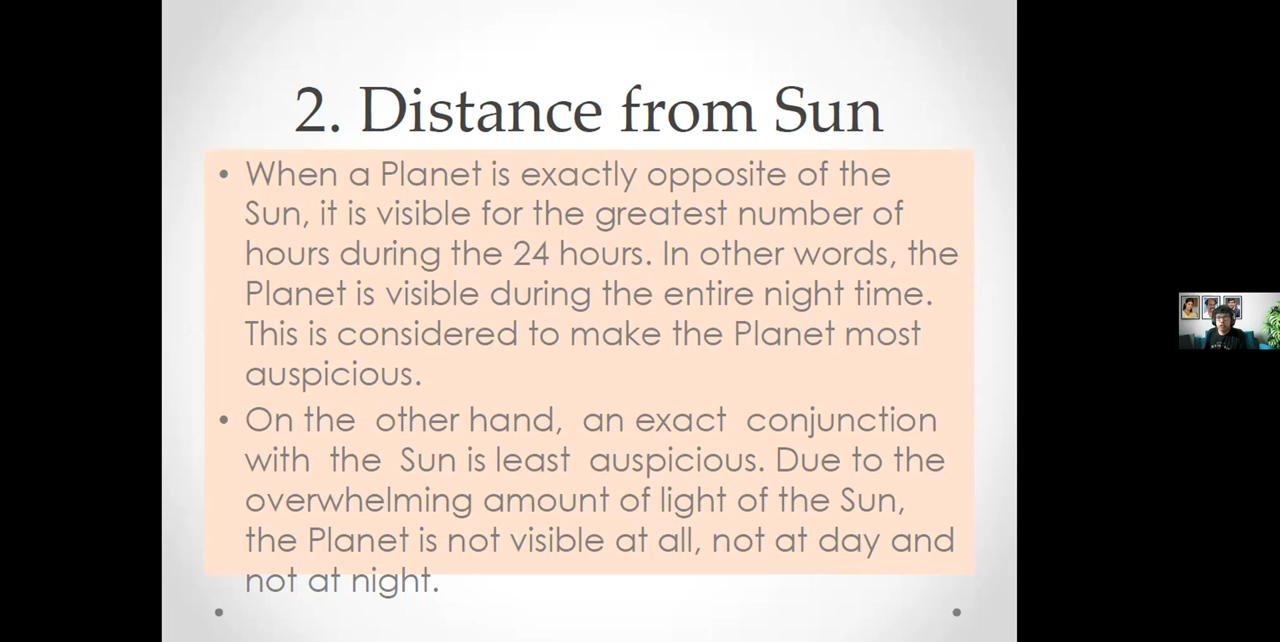 2. Distance from Sun
• When a Planet is exactly opposite of the
Sun, it is visible for the greatest number of
hours during the 24 hours. In other words, the
Planet is visible during the entire night time.
This is considered to make the Planet most
auspicious.
• On the other hand, an exact conjunction
with the Sun is least auspicious. Due to the
overwhelming amount of light of the Sun,
the Planet is not visible at all, not at day and
not at night.